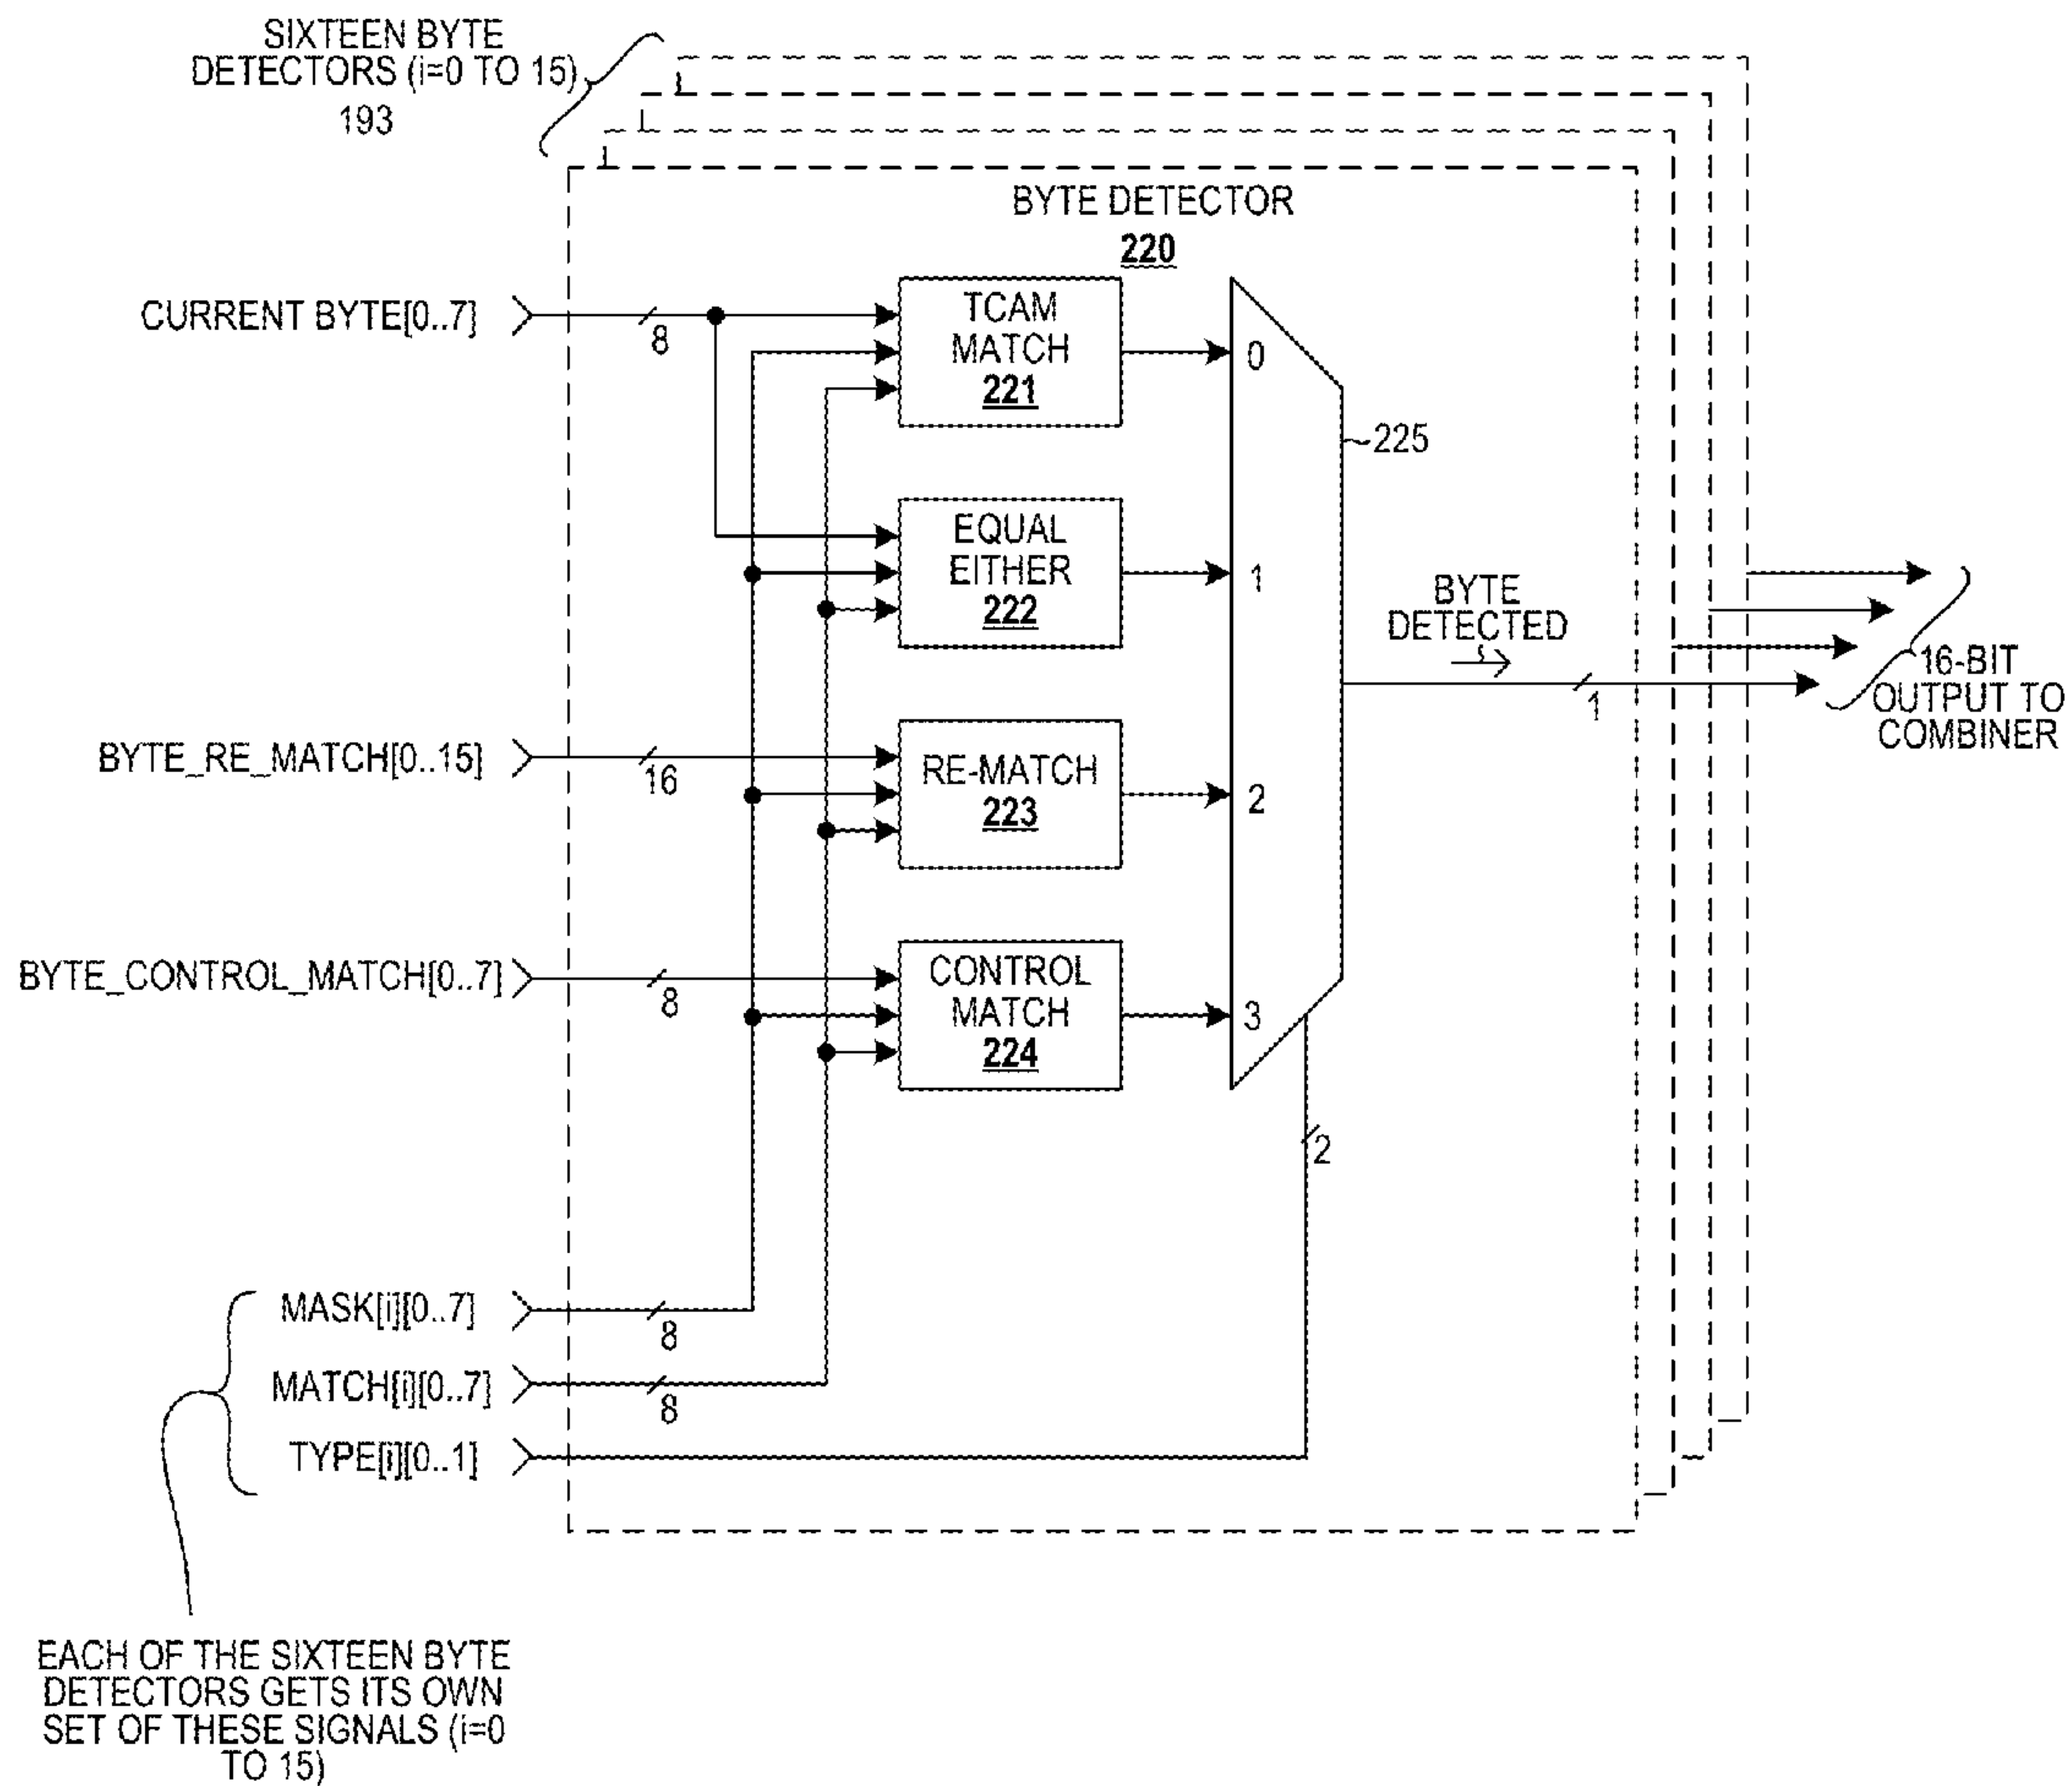 SIXTEEN BYTE
DETECTORS (i=0 TO 15)
193
BYTE DETECTOR
220
CURRENT BYTE[0..7]
8
TCAM
MATCH
221
0
225
EQUAL
EITHER
222
1
BYTE
DETECTED
1
16-BIT
OUTPUT TO
COMBINER
BYTE_RE_MATCH[0..15]
16
RE-MATCH
223
2
BYTE_CONTROL_MATCH[0..7]
8
CONTROL
MATCH
224
3
2
MASK[i][0..7]
8
MATCH[i][0..7]
8
TYPE[i][0..1]
EACH OF THE SIXTEEN BYTE
DETECTORS GETS ITS OWN
SET OF THESE SIGNALS (i=0
TO 15)